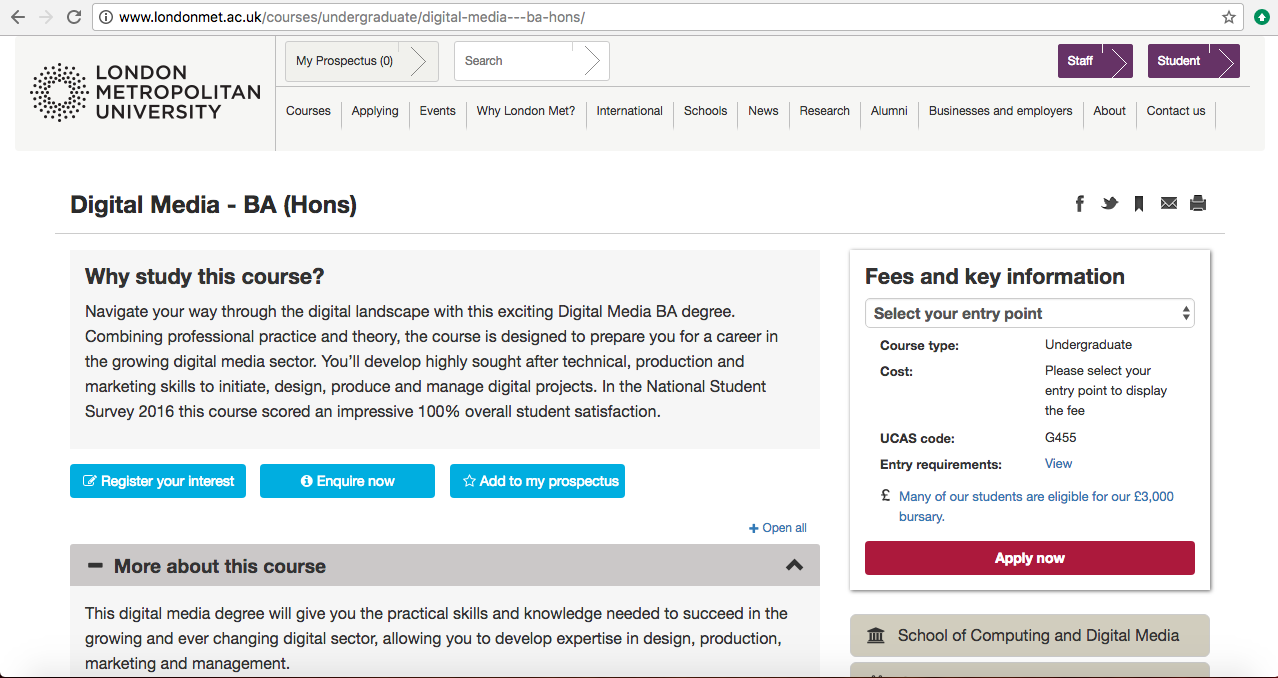 www.londonmet.ac.uk/courses/undergraduate/digital-media---ba-hons/
LONDON
METROPOLITAN
UNIVERSITY
My Prospectus (0)
Search
Staff
Student
Courses
Applying
Events
Why London Met?
International
Schools
News
Research
Alumni
Businesses and employers
About
Contact us
Digital Media - BA (Hons)
Why study this course?
Navigate your way through the digital landscape with this exciting Digital Media BA degree.
Combining professional practice and theory, the course is designed to prepare you for a career in
the growing digital media sector. You’ll develop highly sought after technical, production and
marketing skills to initiate, design, produce and manage digital projects. In the National Student
Survey 2016 this course scored an impressive 100% overall student satisfaction.
Register your interest
Enquire now
Add to my prospectus
Open all
More about this course
This digital media degree will give you the practical skills and knowledge needed to succeed in the
growing and ever changing digital sector, allowing you to develop expertise in design, production,
marketing and management.
Fees and key information
Select your entry point
Course type: Undergraduate
Cost: Please select your
entry point to display
the fee
UCAS code: G455
Entry requirements: View
£ Many of our students are eligible for our £3,000
bursary.
Apply now
School of Computing and Digital Media